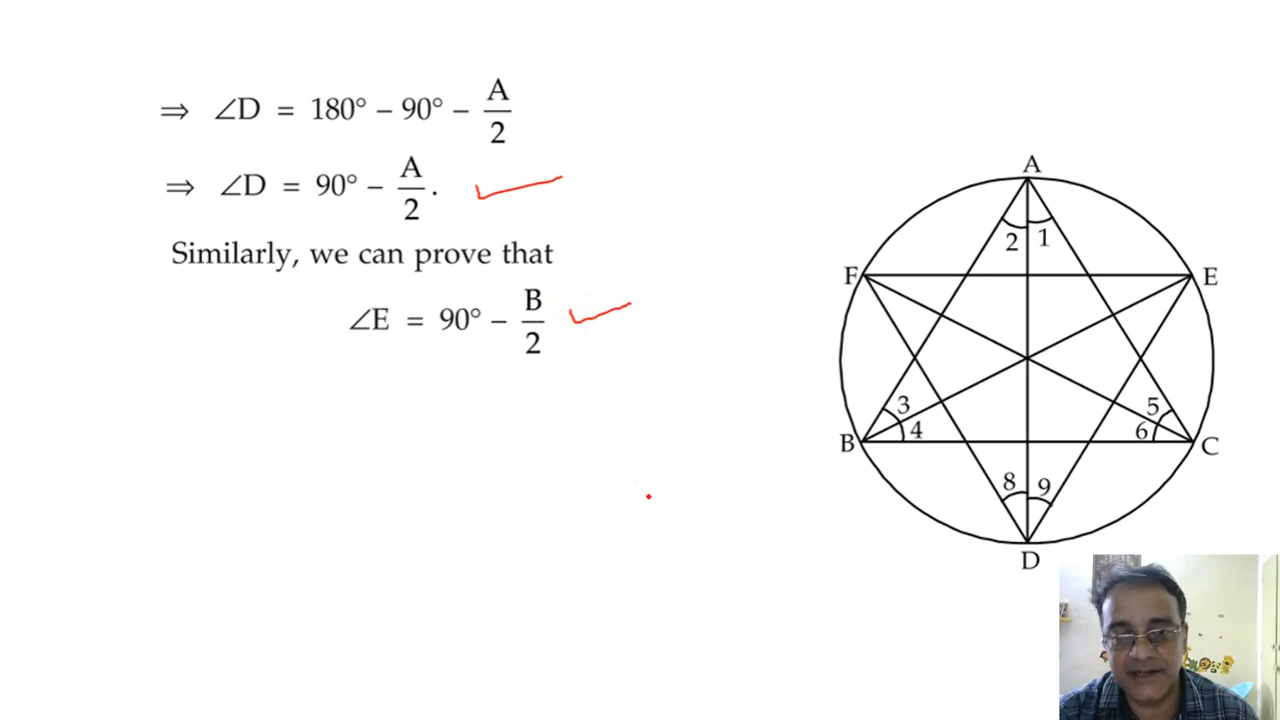 ⇒ ∠D = 180° – 90° – A/2
⇒ ∠D = 90° – A/2.
Similarly, we can prove that
∠E = 90° – B/2
A
2 1
F E
3 5
B 4 6 C
8 9
D